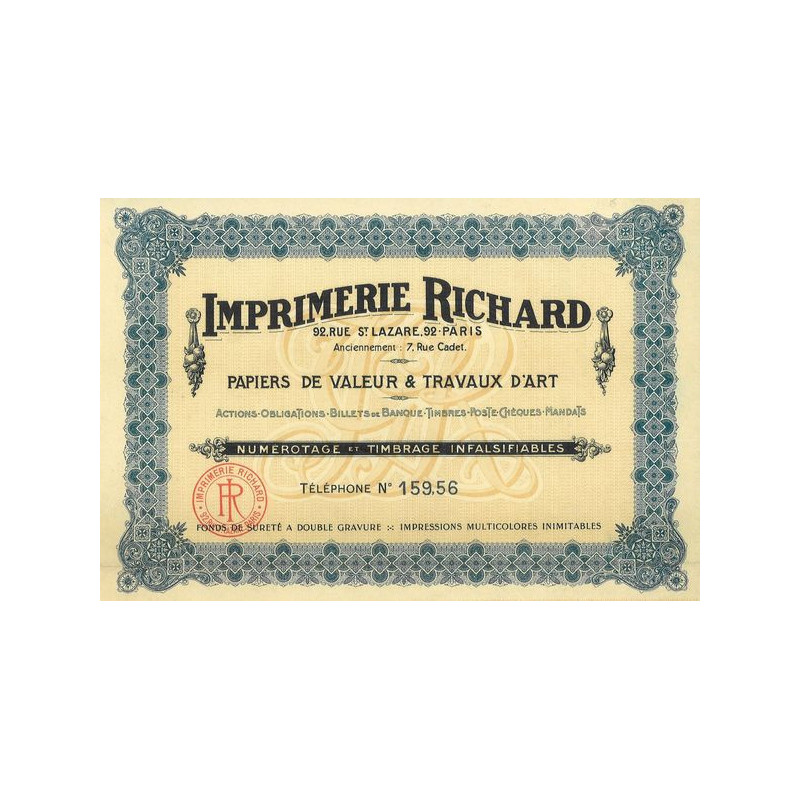 IMPRIMERIE RICHARD
92, RUE ST LAZARE, 92 - PARIS
Anciennement : 7, Rue Cadet.
PAPIERS DE VALEUR & TRAVAUX D'ART
ACTIONS - OBLIGATIONS - BILLETS DE BANQUE - TIMBRES - POSTE - CHÈQUES - MANDATS
NUMEROTAGE ET TIMBRAGE INFALSIFIABLES
TÉLÉPHONE N° 159.56
IMPRIMERIE RICHARD
PARIS
FONDS DE SURETÉ A DOUBLE GRAVURE :-: IMPRESSIONS MULTICOLORES INIMITABLES